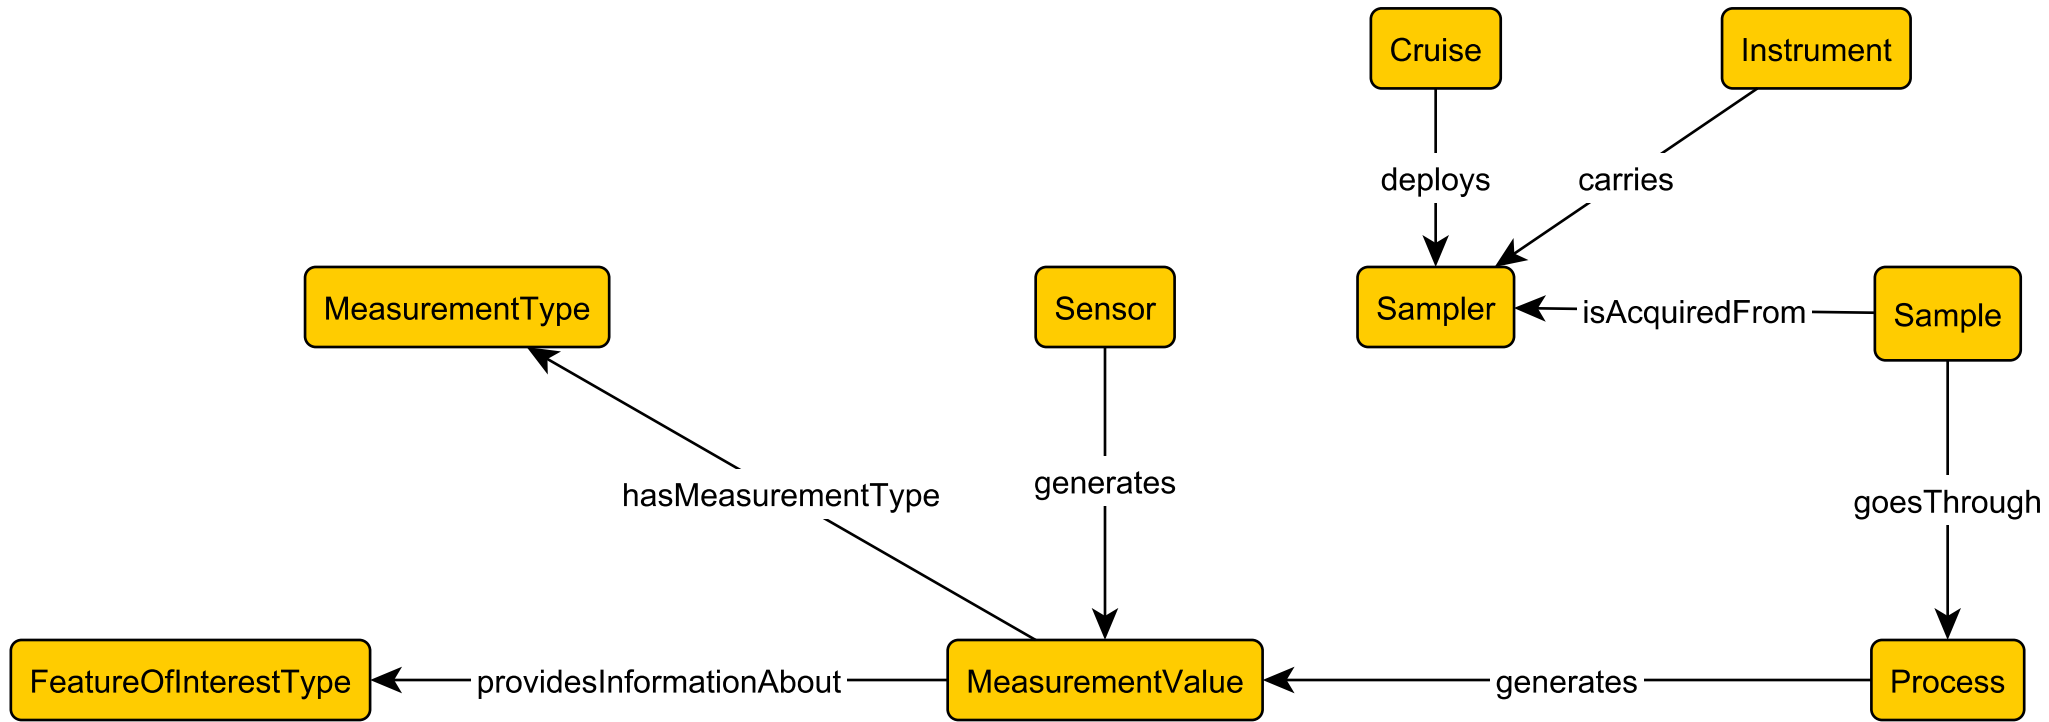 Cruise
Instrument
deploys
carries
MeasurementType
Sensor
Sampler
isAcquiredFrom
Sample
hasMeasurementType
generates
goesThrough
FeatureOfInterestType
providesInformationAbout
MeasurementValue
generates
Process